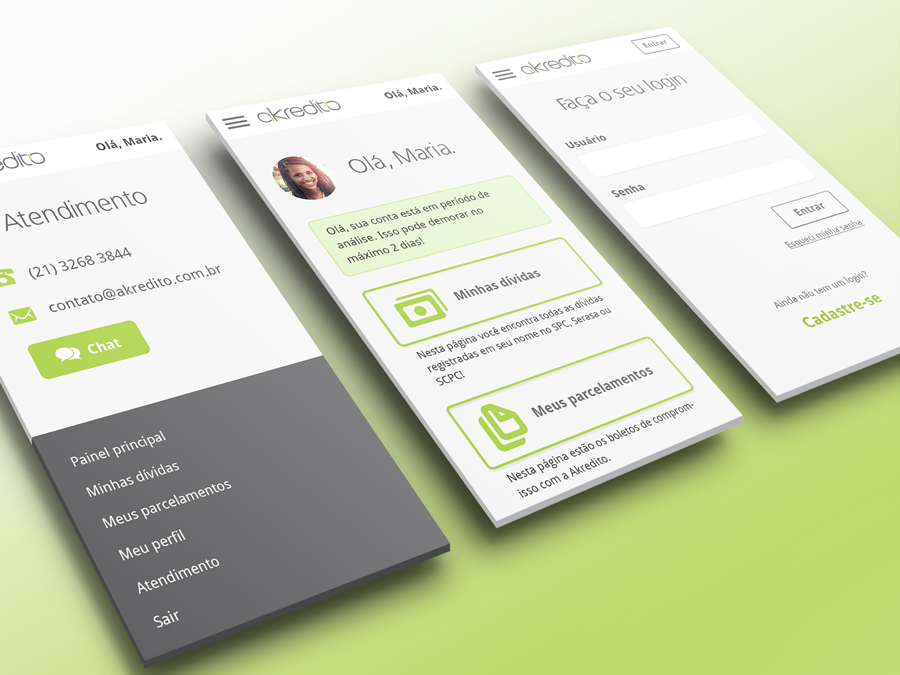 edito
Olá, Maria.
Atendimento
(21) 3268 3844
contato@akredito.com.br
Chat
Painel principal
Minhas dívidas
Meus parcelamentos
Meu perfil
Atendimento
Sair
akredito
Olá, Maria.
Olá, Maria.
Olá, sua conta está em período de
análise. Isso pode demorar no
máximo 2 dias!
Minhas dívidas
Nesta página você encontra todas as dívidas
registradas em seu nome no SPC, Serasa ou
SCPC!
Meus parcelamentos
Nesta página estão os boletos de comprom-
isso com a Akredito.
akredito
Entrar
Faça o seu login
Usuário
Senha
Entrar
Esqueci minha senha
Ainda não tem um login?
Cadastre-se